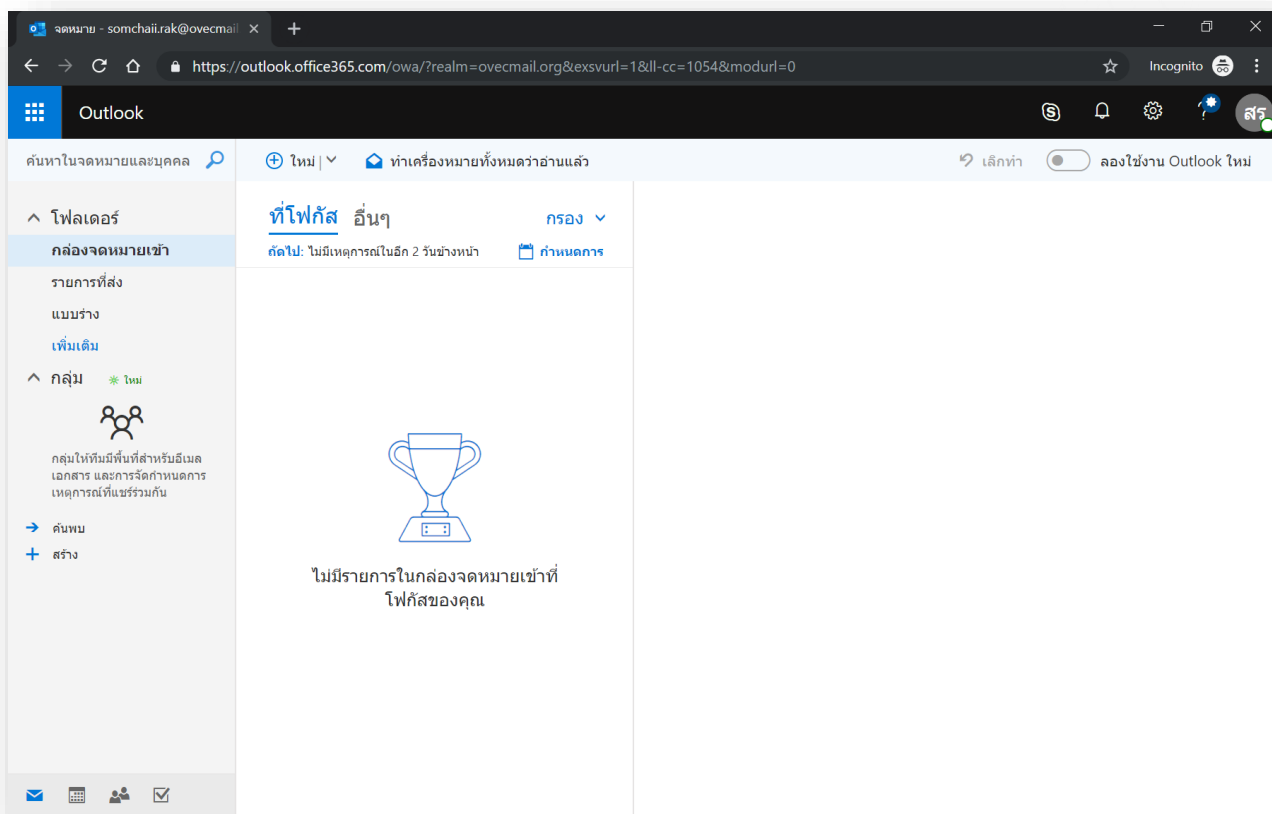 จดหมาย - somchaii.rak@ovecmail
https://outlook.office365.com/owa/?realm=ovecmail.org&exsvurl=1&ll-cc=1054&modurl=0
Incognito
Outlook
สร
ค้นหาในจดหมายและบุคคล
ใหม่ |
ทำเครื่องหมายทั้งหมดว่าอ่านแล้ว
เลิกทำ
ลองใช้งาน Outlook ใหม่
โฟลเดอร์
กล่องจดหมายเข้า
รายการที่ส่ง
แบบร่าง
เพิ่มเติม
กลุ่ม ใหม่
กลุ่มให้ทีมมีพื้นที่สำหรับอีเมล
เอกสาร และการจัดกำหนดการ
เหตุการณ์ที่แชร์ร่วมกัน
ค้นพบ
สร้าง
ที่โฟกัส อื่นๆ กรอง
ถัดไป: ไม่มีเหตุการณ์ในอีก 2 วันข้างหน้า กำหนดการ
ไม่มีรายการในกล่องจดหมายเข้าที่
โฟกัสของคุณ